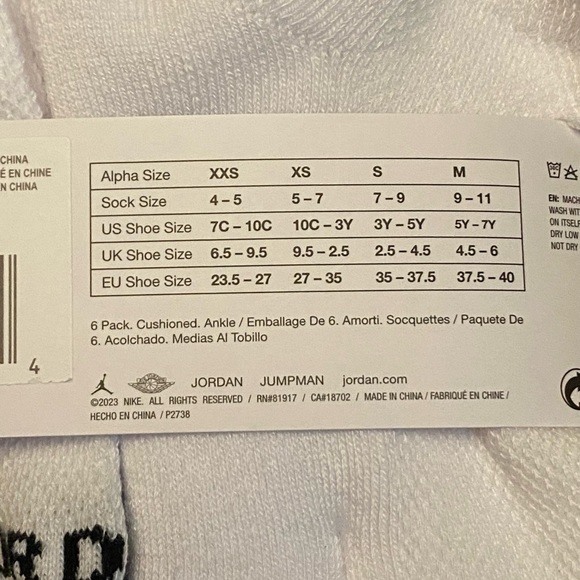 CHINA
É EN CHINE
N CHINA
4
Alpha Size XXS XS S M
Sock Size 4 – 5 5 – 7 7 – 9 9 – 11
US Shoe Size 7C – 10C 10C – 3Y 3Y – 5Y 5Y – 7Y
UK Shoe Size 6.5 – 9.5 9.5 – 2.5 2.5 – 4.5 4.5 – 6
EU Shoe Size 23.5 – 27 27 – 35 35 – 37.5 37.5 – 40
6 Pack. Cushioned. Ankle / Emballage De 6. Amorti. Socquettes / Paquete De
6. Acolchado. Medias Al Tobillo
JORDAN JUMPMAN jordan.com
©2023 NIKE. ALL RIGHTS RESERVED / RN#81917 / CA#18702 / MADE IN CHINA / FABRIQUÉ EN CHINE /
HECHO EN CHINA / P2738
EN: MACH
WASH WIT
ON ITSELF
DRY LOW
NOT DRY
RD